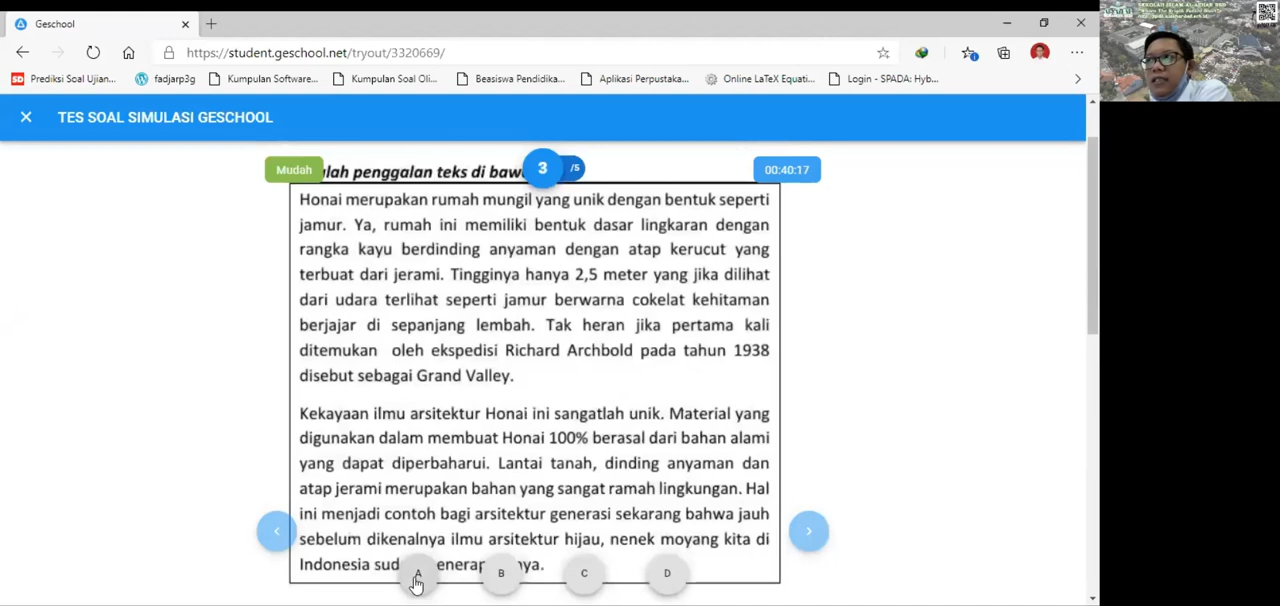 Geschool
https://student.geschool.net/tryout/3320669/
Prediksi Soal Ujian... fadjarp3g Kumpulan Software... Kumpulan Soal Oli... Beasiswa Pendidika... Aplikasi Perpustaka... Online LaTeX Equati... Login - SPADA: Hyb...
TES SOAL SIMULASI GESCHOOL
Mudah
penggalan teks di
3 /5
00:40:17
Honai merupakan rumah mungil yang unik dengan bentuk seperti
jamur. Ya, rumah ini memiliki bentuk dasar lingkaran dengan
rangka kayu berdinding anyaman dengan atap kerucut yang
terbuat dari jerami. Tingginya hanya 2,5 meter yang jika dilihat
dari udara terlihat seperti jamur berwarna cokelat kehitaman
berjajar di sepanjang lembah. Tak heran jika pertama kali
ditemukan oleh ekspedisi Richard Archbold pada tahun 1938
disebut sebagai Grand Valley.
Kekayaan ilmu arsitektur Honai ini sangatlah unik. Material yang
digunakan dalam membuat Honai 100% berasal dari bahan alami
yang dapat diperbaharui. Lantai tanah, dinding anyaman dan
atap jerami merupakan bahan yang sangat ramah lingkungan. Hal
ini menjadi contoh bagi arsitektur generasi sekarang bahwa jauh
sebelum dikenalnya ilmu arsitektur hijau, nenek moyang kita di
Indonesia
A B C D